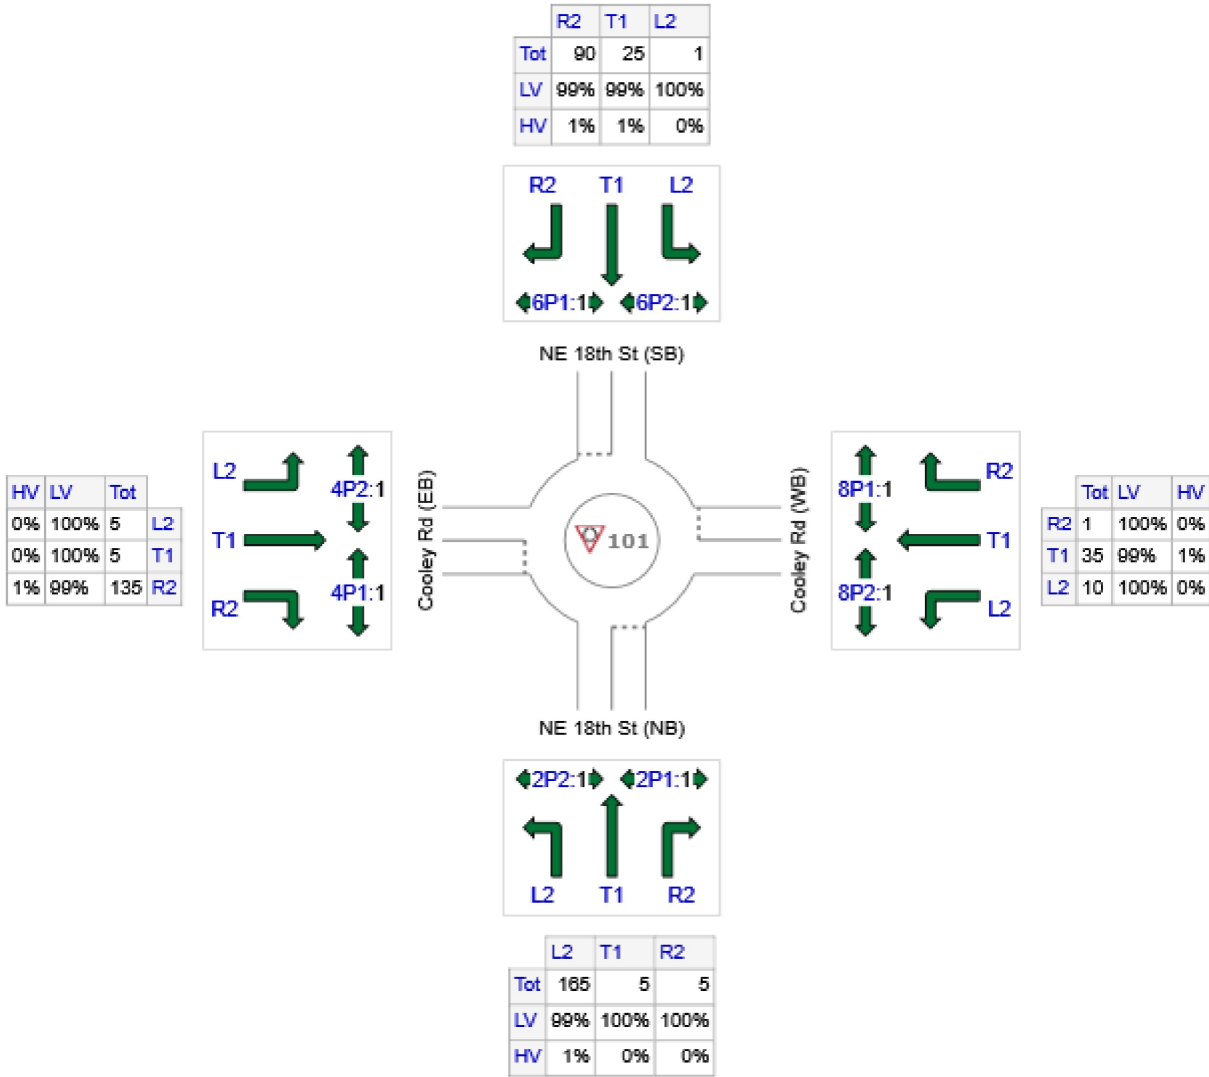 R2 T1 L2
Tot 90 25 1
LV 99% 99% 100%
HV 1% 1% 0%
R2 T1 L2
6P1:1 6P2:1
NE 18th St (SB)
HV LV Tot
0% 100% 5 L2
0% 100% 5 T1
1% 99% 135 R2
L2
4P2:1
T1
4P1:1
R2
Cooley Rd (EB)
101
Cooley Rd (WB)
8P1:1
R2
T1
8P2:1
L2
Tot LV HV
R2 1 100% 0%
T1 35 99% 1%
L2 10 100% 0%
NE 18th St (NB)
2P2:1 2P1:1
L2 T1 R2
L2 T1 R2
Tot 165 5 5
LV 99% 100% 100%
HV 1% 0% 0%